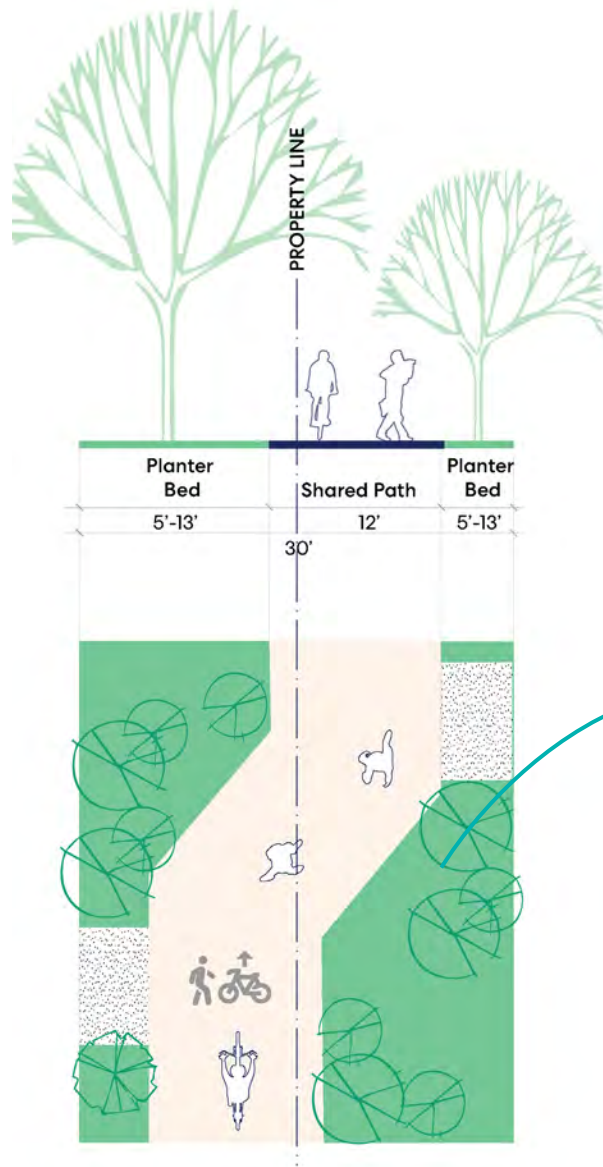 PROPERTY LINE
Planter
Bed
Shared Path
Planter
Bed
5'-13'
12'
5'-13'
30'